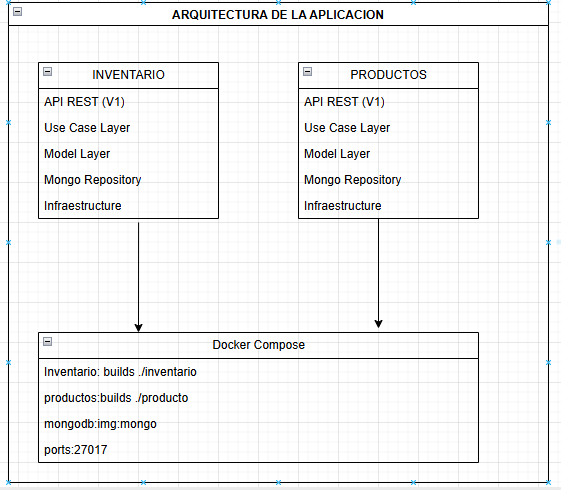 ARQUITECTURA DE LA APLICACION
INVENTARIO
API REST (V1)
Use Case Layer
Model Layer
Mongo Repository
Infraestructure
PRODUCTOS
API REST (V1)
Use Case Layer
Model Layer
Mongo Repository
Infraestructure
Docker Compose
Inventario: builds ./inventario
productos:builds ./producto
mongodb:img:mongo
ports:27017